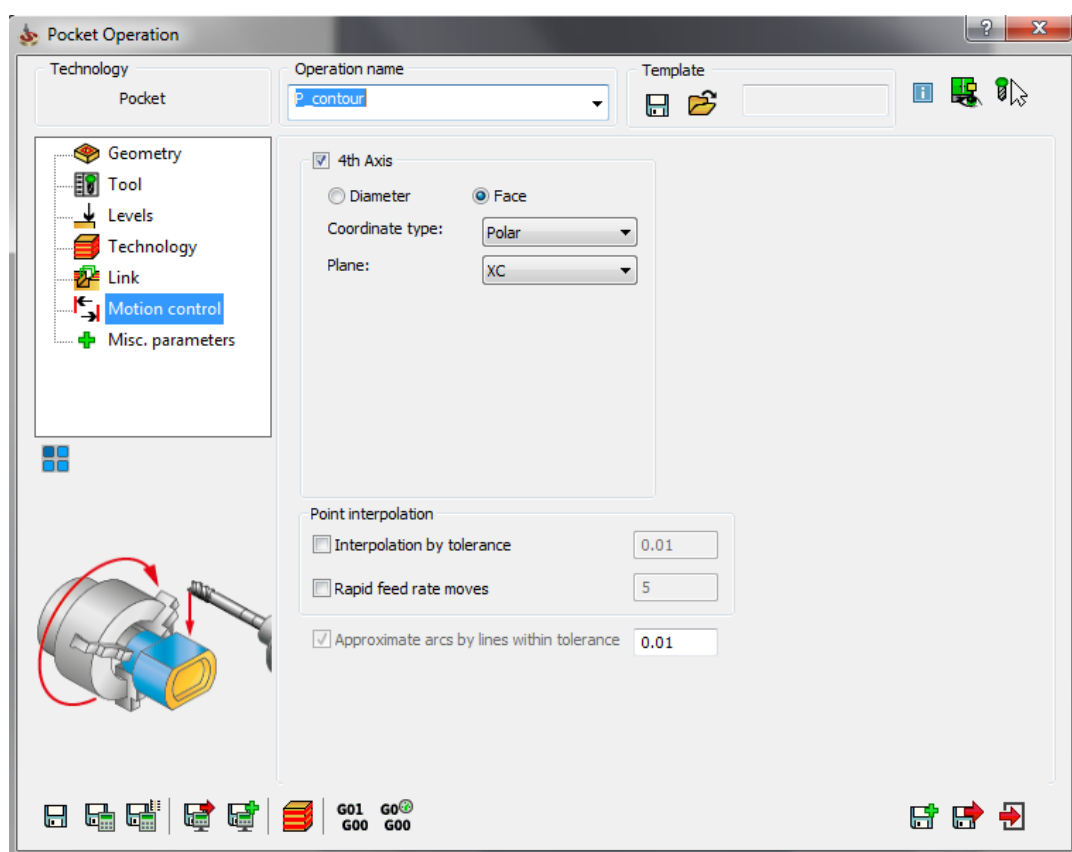 Pocket Operation
Technology
Pocket
Operation name
P_contour
Template
Geometry
Tool
Levels
Technology
Link
Motion control
Misc. parameters
4th Axis
Diameter
Face
Coordinate type:
Polar
Plane:
XC
Point interpolation
Interpolation by tolerance
0.01
Rapid feed rate moves
5
Approximate arcs by lines within tolerance
0.01
G01 G0
G00 G00